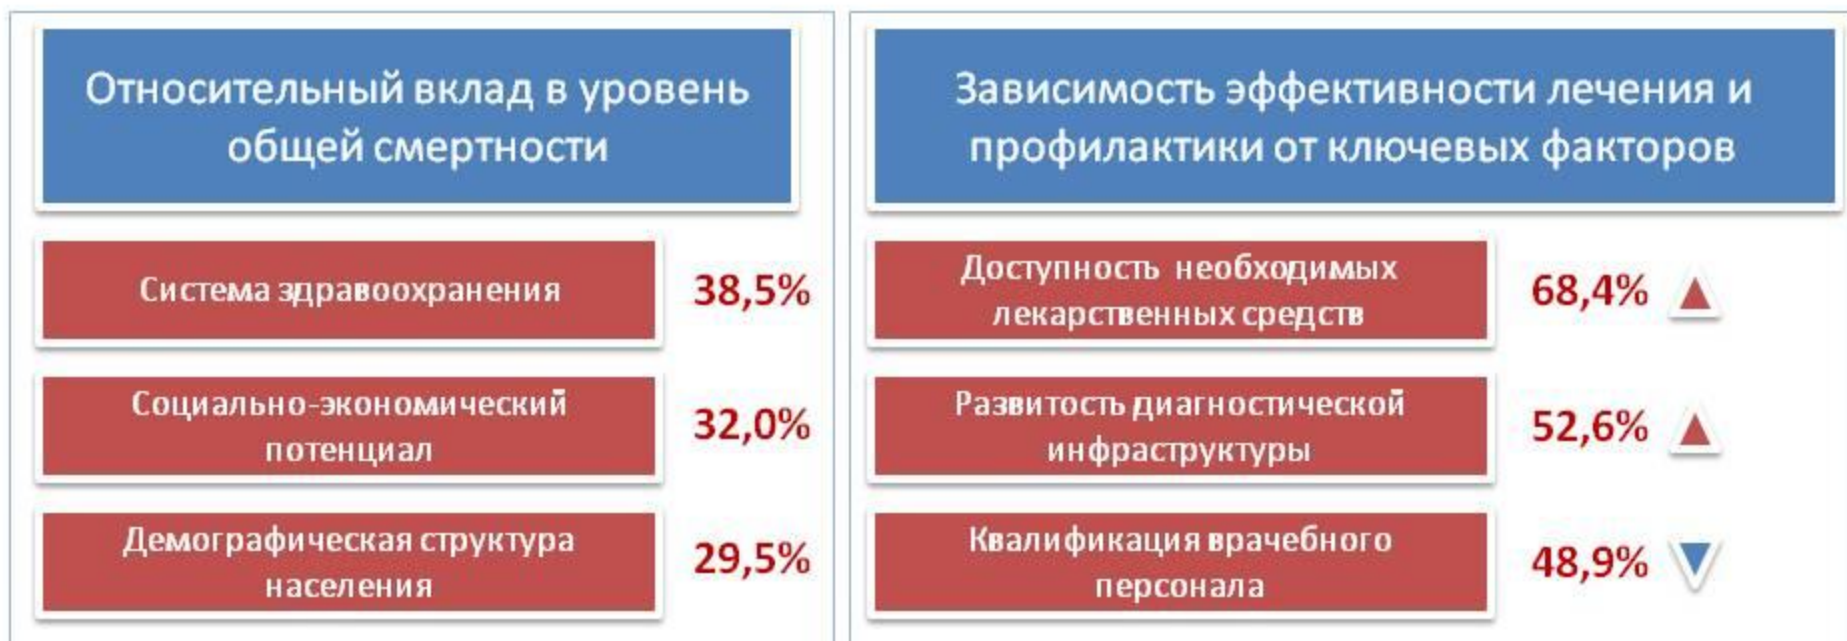 Относительный вклад в уровень
общей смертности
Система здравоохранения
38,5%
Социально-экономический
потенциал
32,0%
Демографическая структура
населения
29,5%
Зависимость эффективности лечения и
профилактики от ключевых факторов
Доступность необходимых
лекарственных средств
68,4%
Развитость диагностической
инфраструктуры
52,6%
Квалификация врачебного
персонала
48,9%